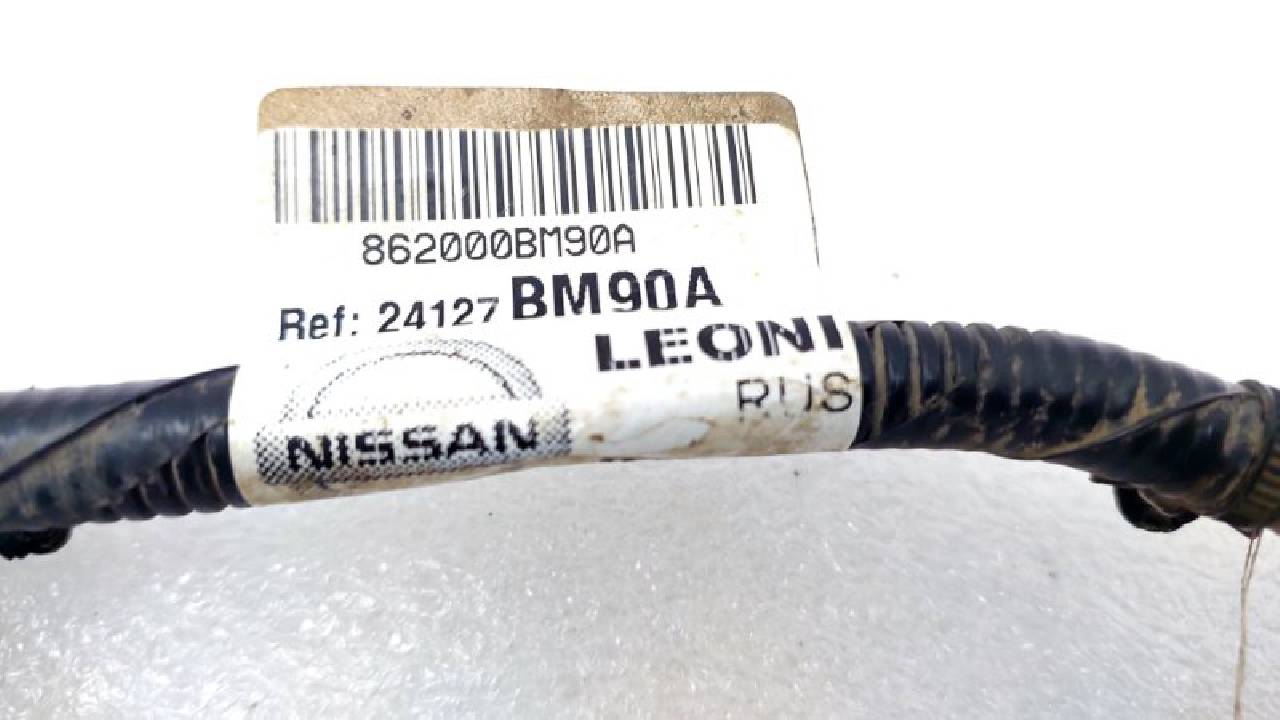 862000BM90A
Ref: 24127 BM90A
LEONI
RUS
NISSAN